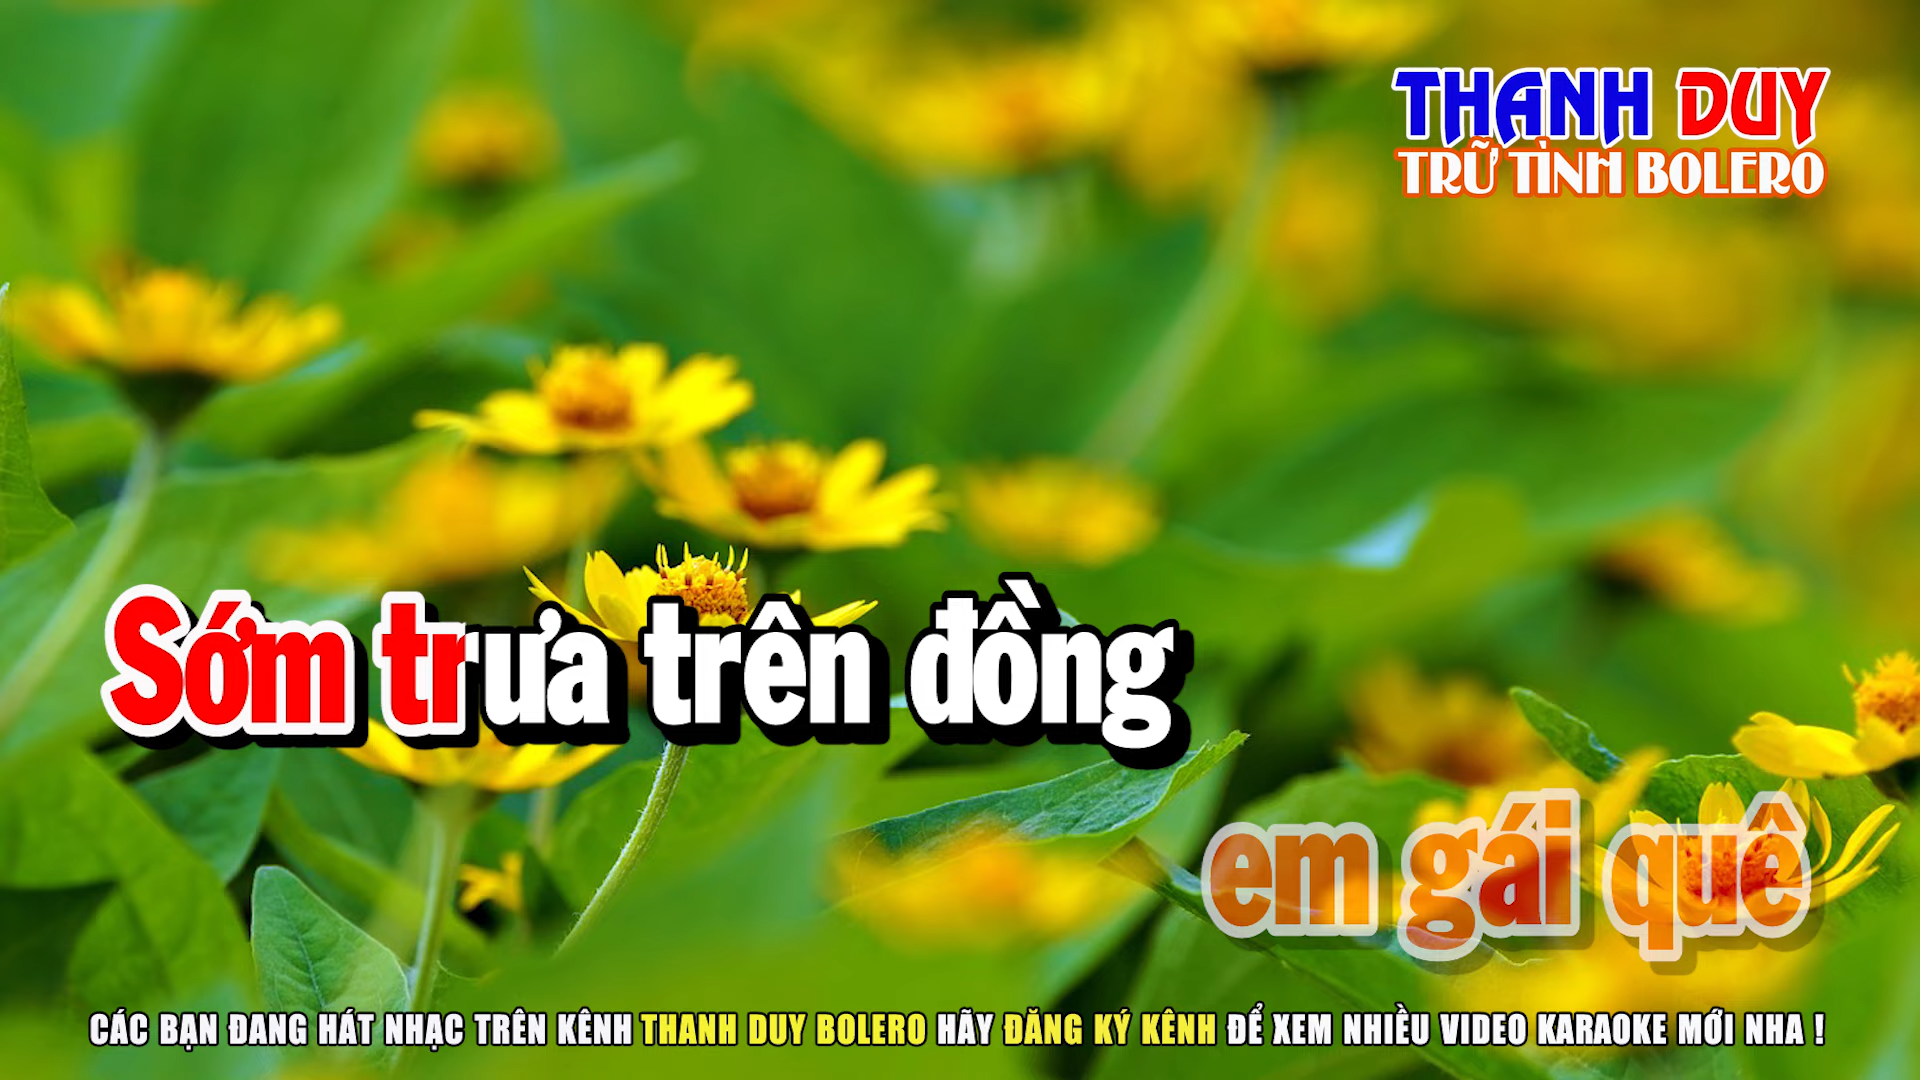 THANH DUY
TRỮ TÌNH BOLERO
Sớm trưa trên đồng
em gái quê
CÁC BẠN ĐANG HÁT NHẠC TRÊN KÊNH THANH DUY BOLERO HÃY ĐĂNG KÝ KÊNH ĐỂ XEM NHIỀU VIDEO KARAOKE MỚI NHA !